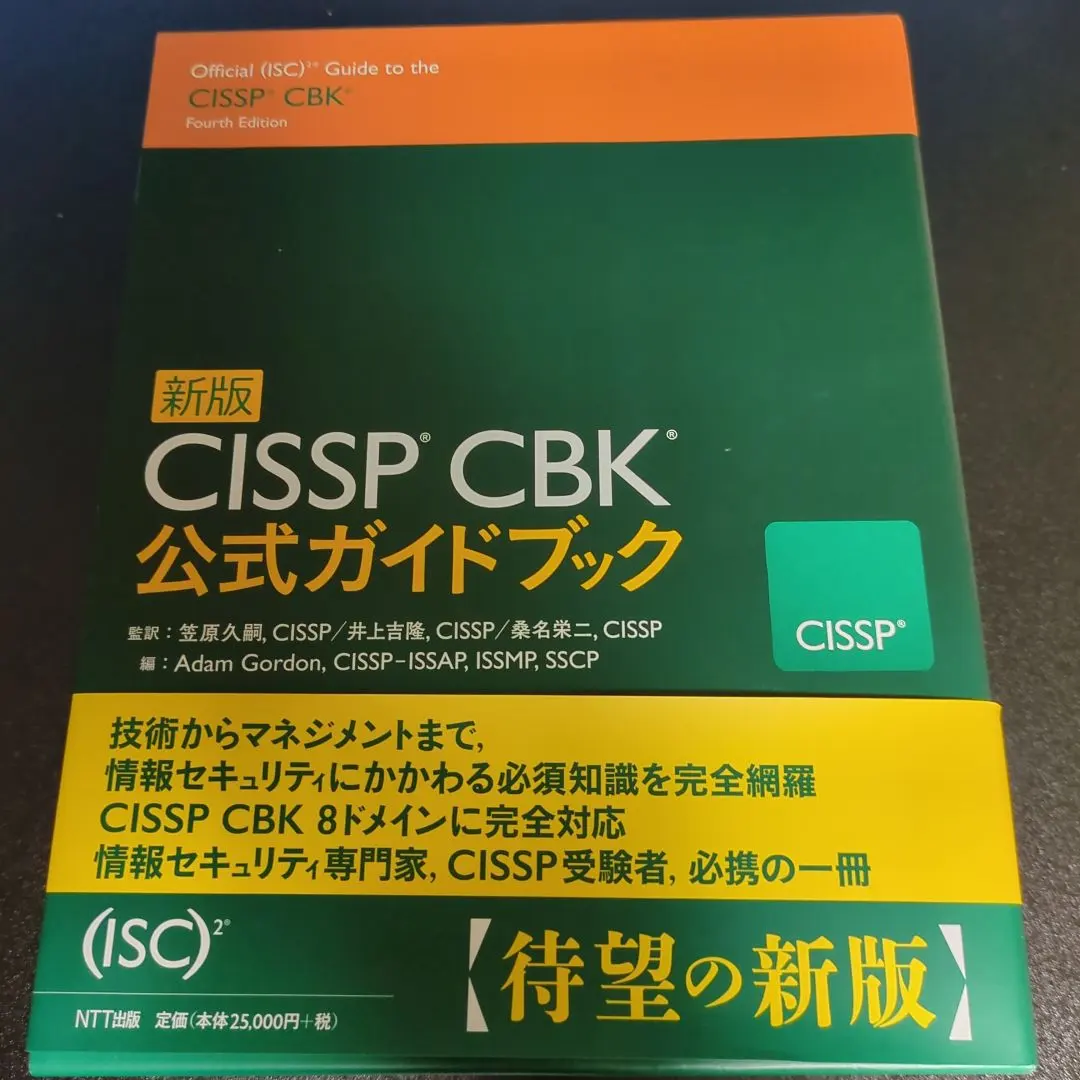 Official (ISC)²® Guide to the
CISSP® CBK®
Fourth Edition
新版
CISSP® CBK®
公式ガイドブック
CISSP®
監訳：笠原久嗣, CISSP／井上吉隆, CISSP／桑名栄二, CISSP
編：Adam Gordon, CISSP-ISSAP, ISSMP, SSCP
技術からマネジメントまで,
情報セキュリティにかかわる必須知識を完全網羅
CISSP CBK 8ドメインに完全対応
情報セキュリティ専門家, CISSP受験者, 必携の一冊
(ISC)²®
【待望の新版】
NTT出版 定価(本体25,000円+税)